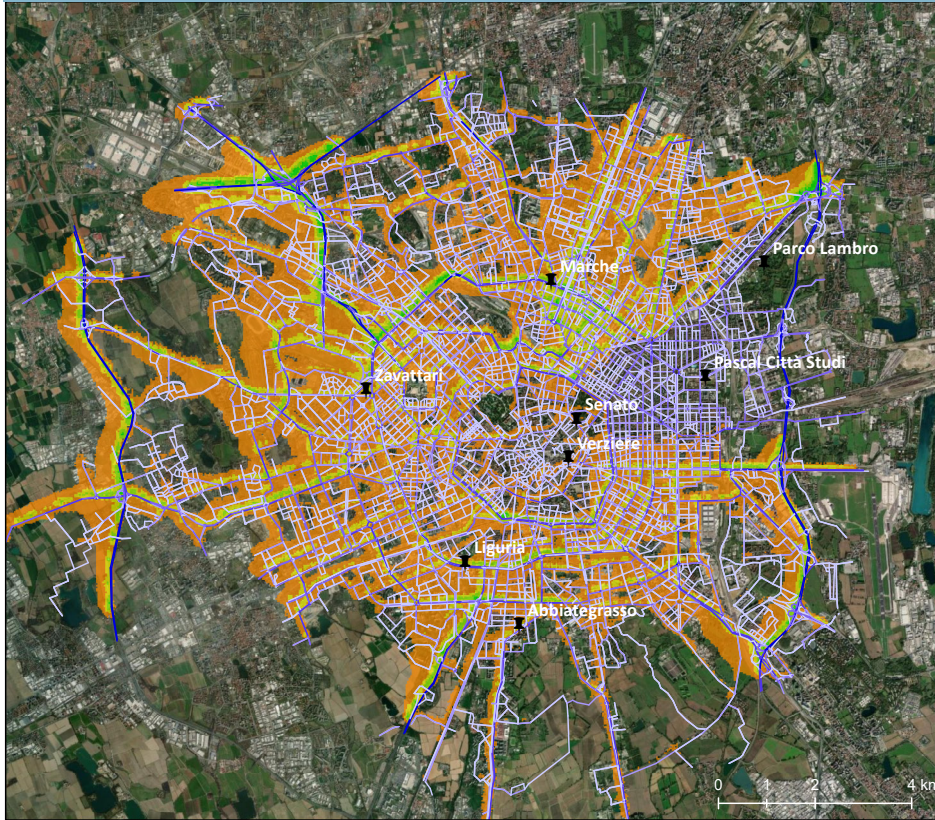 Parco Lambro
Marche
Pascal Città Studi
Zavattari
Senato
Verziere
Liguria
Abbiategrasso
0 1 2 4 km